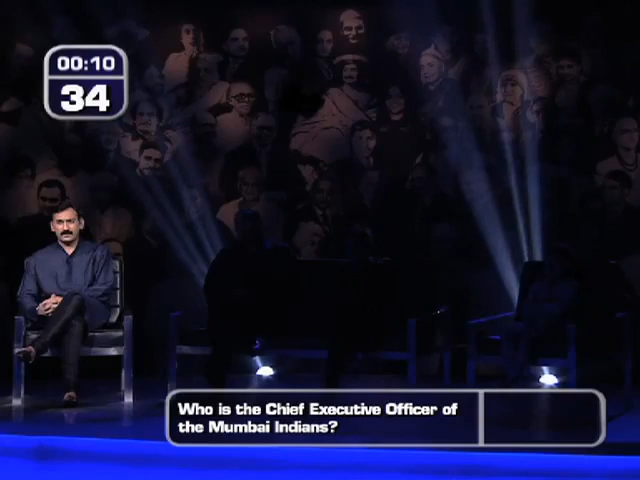 00:10
34
Who is the Chief Executive Officer of
the Mumbai Indians?